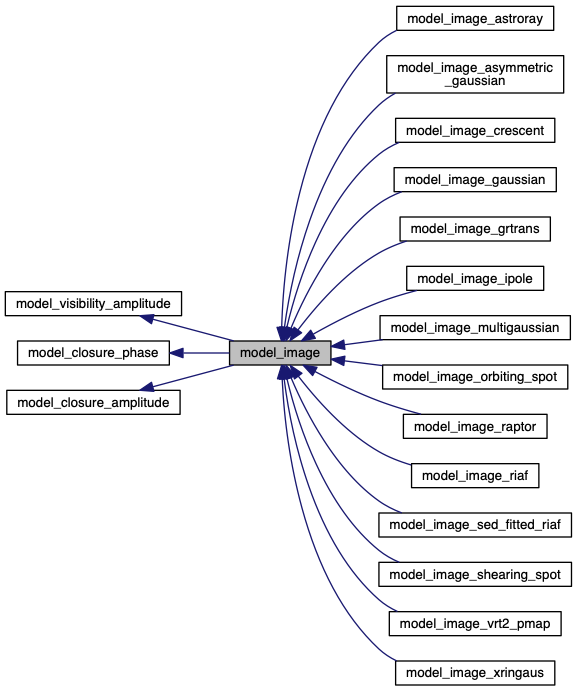 model_visibility_amplitude
model_closure_phase
model_closure_amplitude
model_image
model_image_astroray
model_image_asymmetric
_gaussian
model_image_crescent
model_image_gaussian
model_image_grtrans
model_image_ipole
model_image_multigaussian
model_image_orbiting_spot
model_image_raptor
model_image_riaf
model_image_sed_fitted_riaf
model_image_shearing_spot
model_image_vrt2_pmap
model_image_xringaus